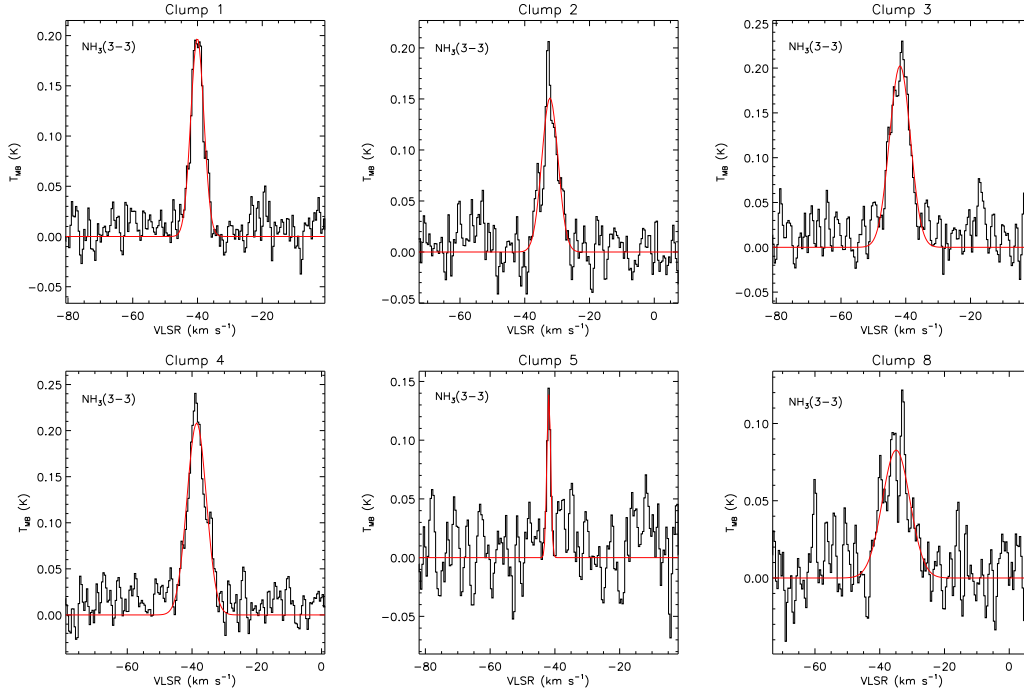 Clump 1
NH₃(3−3)
T_MB (K)
0.20
0.15
0.10
0.05
0.00
−0.05
−80 −60 −40 −20
VLSR (km s⁻¹)
Clump 2
NH₃(3−3)
T_MB (K)
0.20
0.15
0.10
0.05
0.00
−0.05
−60 −40 −20 0
VLSR (km s⁻¹)
Clump 3
NH₃(3−3)
T_MB (K)
0.25
0.20
0.15
0.10
0.05
0.00
−0.05
−80 −60 −40 −20
VLSR (km s⁻¹)
Clump 4
NH₃(3−3)
T_MB (K)
0.25
0.20
0.15
0.10
0.05
0.00
−60 −40 −20 0
VLSR (km s⁻¹)
Clump 5
NH₃(3−3)
T_MB (K)
0.15
0.10
0.05
0.00
−0.05
−80 −60 −40 −20
VLSR (km s⁻¹)
Clump 8
NH₃(3−3)
T_MB (K)
0.10
0.05
0.00
−60 −40 −20 0
VLSR (km s⁻¹)